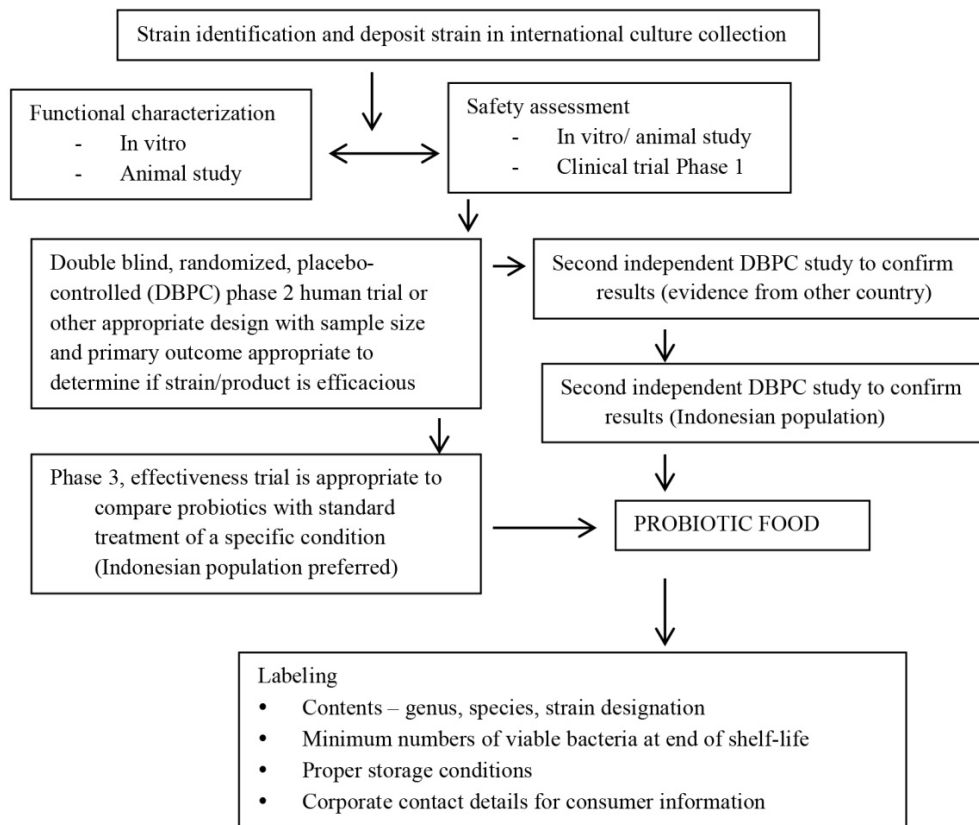 Strain identification and deposit strain in international culture collection
Functional characterization
- In vitro
- Animal study
Safety assessment
- In vitro/ animal study
- Clinical trial Phase 1
Double blind, randomized, placebo-
controlled (DBPC) phase 2 human trial or
other appropriate design with sample size
and primary outcome appropriate to
determine if strain/product is efficacious
Second independent DBPC study to confirm
results (evidence from other country)
Second independent DBPC study to confirm
results (Indonesian population)
Phase 3, effectiveness trial is appropriate to
compare probiotics with standard
treatment of a specific condition
(Indonesian population preferred)
PROBIOTIC FOOD
Labeling
• Contents – genus, species, strain designation
• Minimum numbers of viable bacteria at end of shelf-life
• Proper storage conditions
• Corporate contact details for consumer information